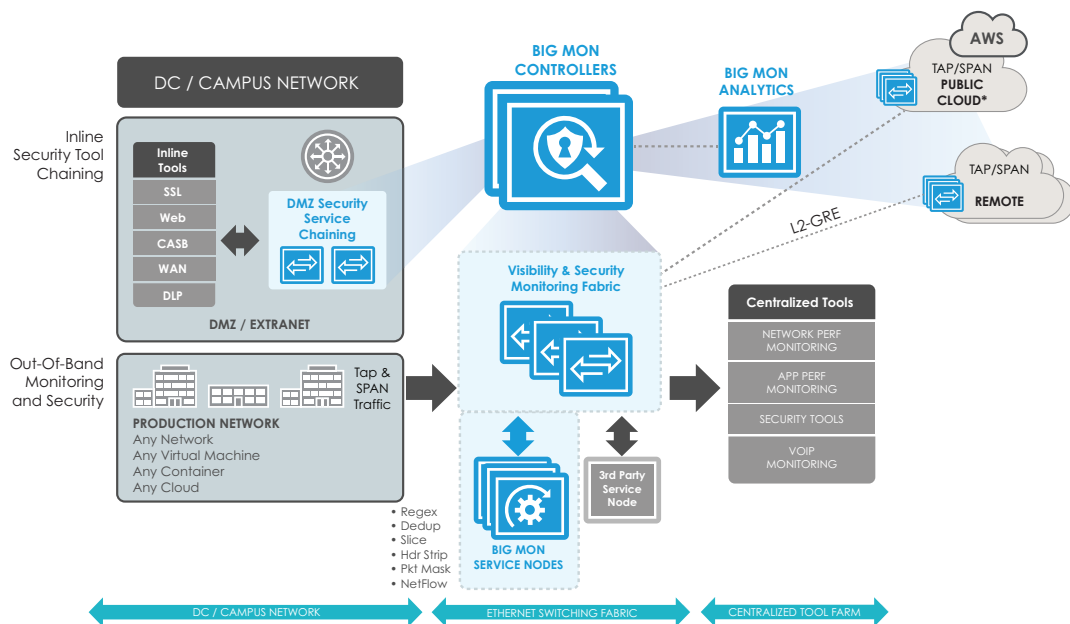 DC / CAMPUS NETWORK
BIG MON
CONTROLLERS
BIG MON
ANALYTICS
AWS
TAP/SPAN
PUBLIC
CLOUD*
TAP/SPAN
REMOTE
L2-GRE
Inline
Security Tool
Chaining
Inline
Tools
SSL
Web
CASB
WAN
DLP
DMZ Security
Service
Chaining
DMZ / EXTRANET
Visibility & Security
Monitoring Fabric
Centralized Tools
NETWORK PERF
MONITORING
APP PERF
MONITORING
SECURITY TOOLS
VOIP
MONITORING
Out-Of-Band
Monitoring
and Security
Tap &
SPAN
Traffic
PRODUCTION NETWORK
Any Network
Any Virtual Machine
Any Container
Any Cloud
3rd Party
Service
Node
• Regex
• Dedup
• Slice
• Hdr Strip
• Pkt Mask
• NetFlow
BIG MON
SERVICE NODES
DC / CAMPUS NETWORK
ETHERNET SWITCHING FABRIC
CENTRALIZED TOOL FARM